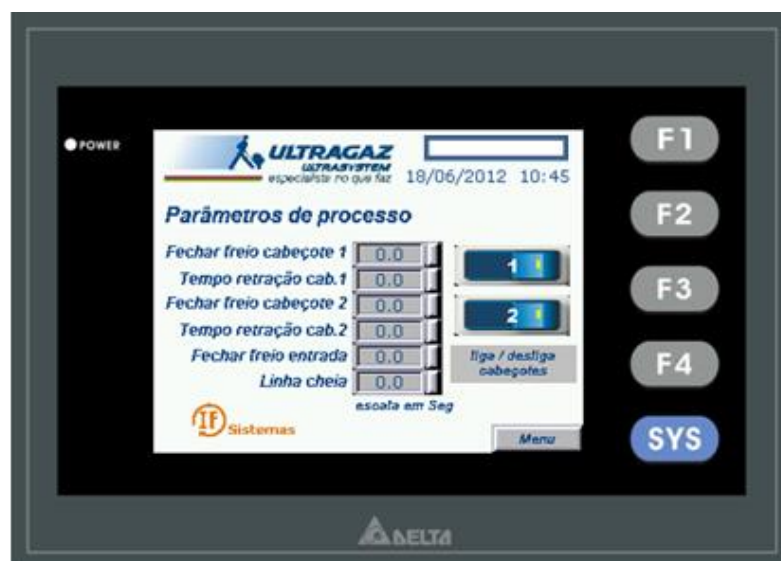 POWER
ULTRAGAZ
ULTRASYSTEM
especialista no que faz
18/06/2012 10:45
Parâmetros de processo
Fechar freio cabeçote 1 0.0
Tempo retração cab.1 0.0
Fechar freio cabeçote 2 0.0
Tempo retração cab.2 0.0
Fechar freio entrada 0.0
Linha cheia 0.0
escala em Seg
1
2
liga / desliga
cabeçotes
IF Sistemas
Menu
F1
F2
F3
F4
SYS
DELTA